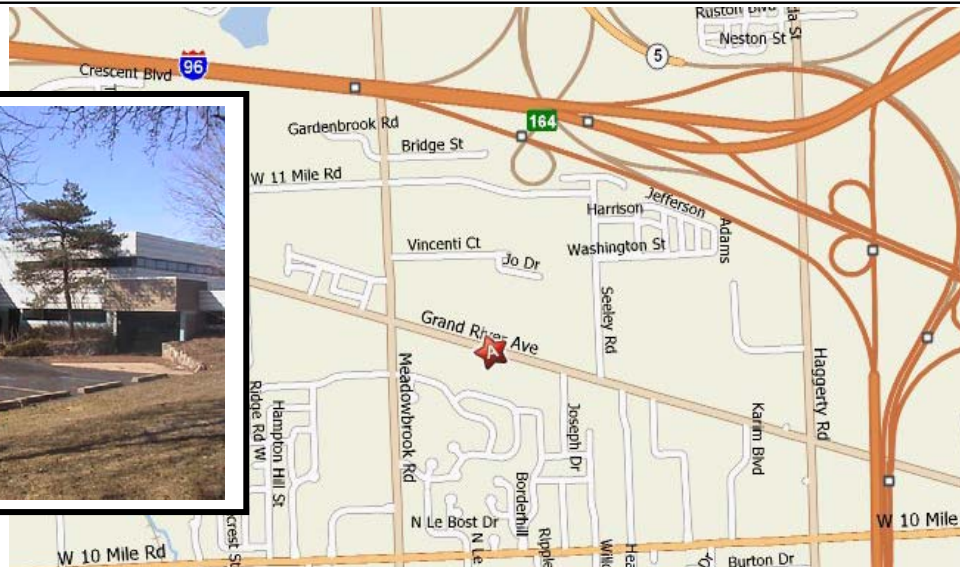 Ruston Blvd
Neston St
5
96
Crescent Blvd
164
Gardenbrook Rd
Bridge St
W 11 Mile Rd
Jefferson
Harrison
Adams
Washington St
Vincenti Ct
Jo Dr
Seeley Rd
Grand River Ave
A
Meadowbrook Rd
Haggerty Rd
Ridge Rd W
Hampton Hill St
Joseph Dr
Karim Blvd
Borderhill
N Le Bost Dr
N Le
W 10 Mile
W 10 Mile Rd
Burton Dr